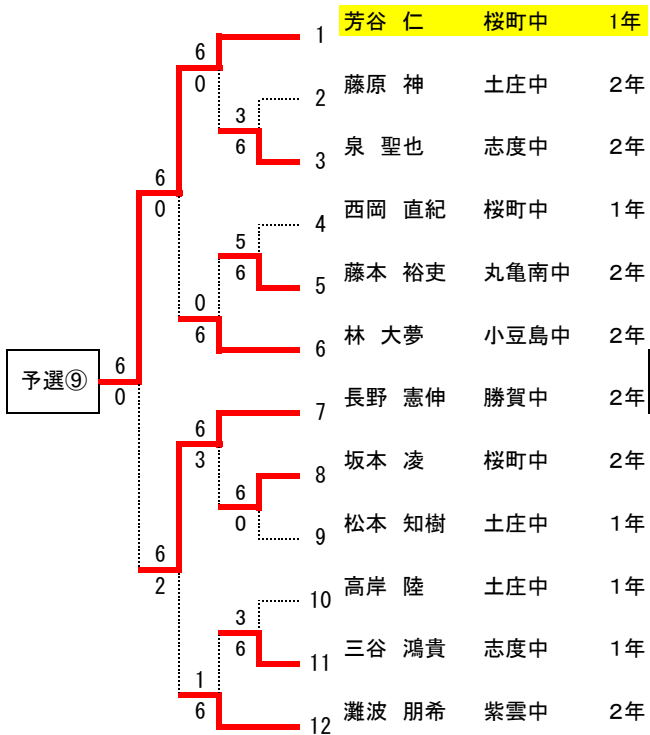 1 芳谷 仁 桜町中 1年
6
0
2 藤原 神 土庄中 2年
3
6
3 泉 聖也 志度中 2年
6
0
4 西岡 直紀 桜町中 1年
5
6
5 藤本 裕吏 丸亀南中 2年
0
6
6 林 大夢 小豆島中 2年
予選⑨
6
0
7 長野 憲伸 勝賀中 2年
6
3
8 坂本 凌 桜町中 2年
6
0
9 松本 知樹 土庄中 1年
6
2
10 高岸 陸 土庄中 1年
3
6
11 三谷 鴻貴 志度中 1年
1
6
12 灘波 朋希 紫雲中 2年